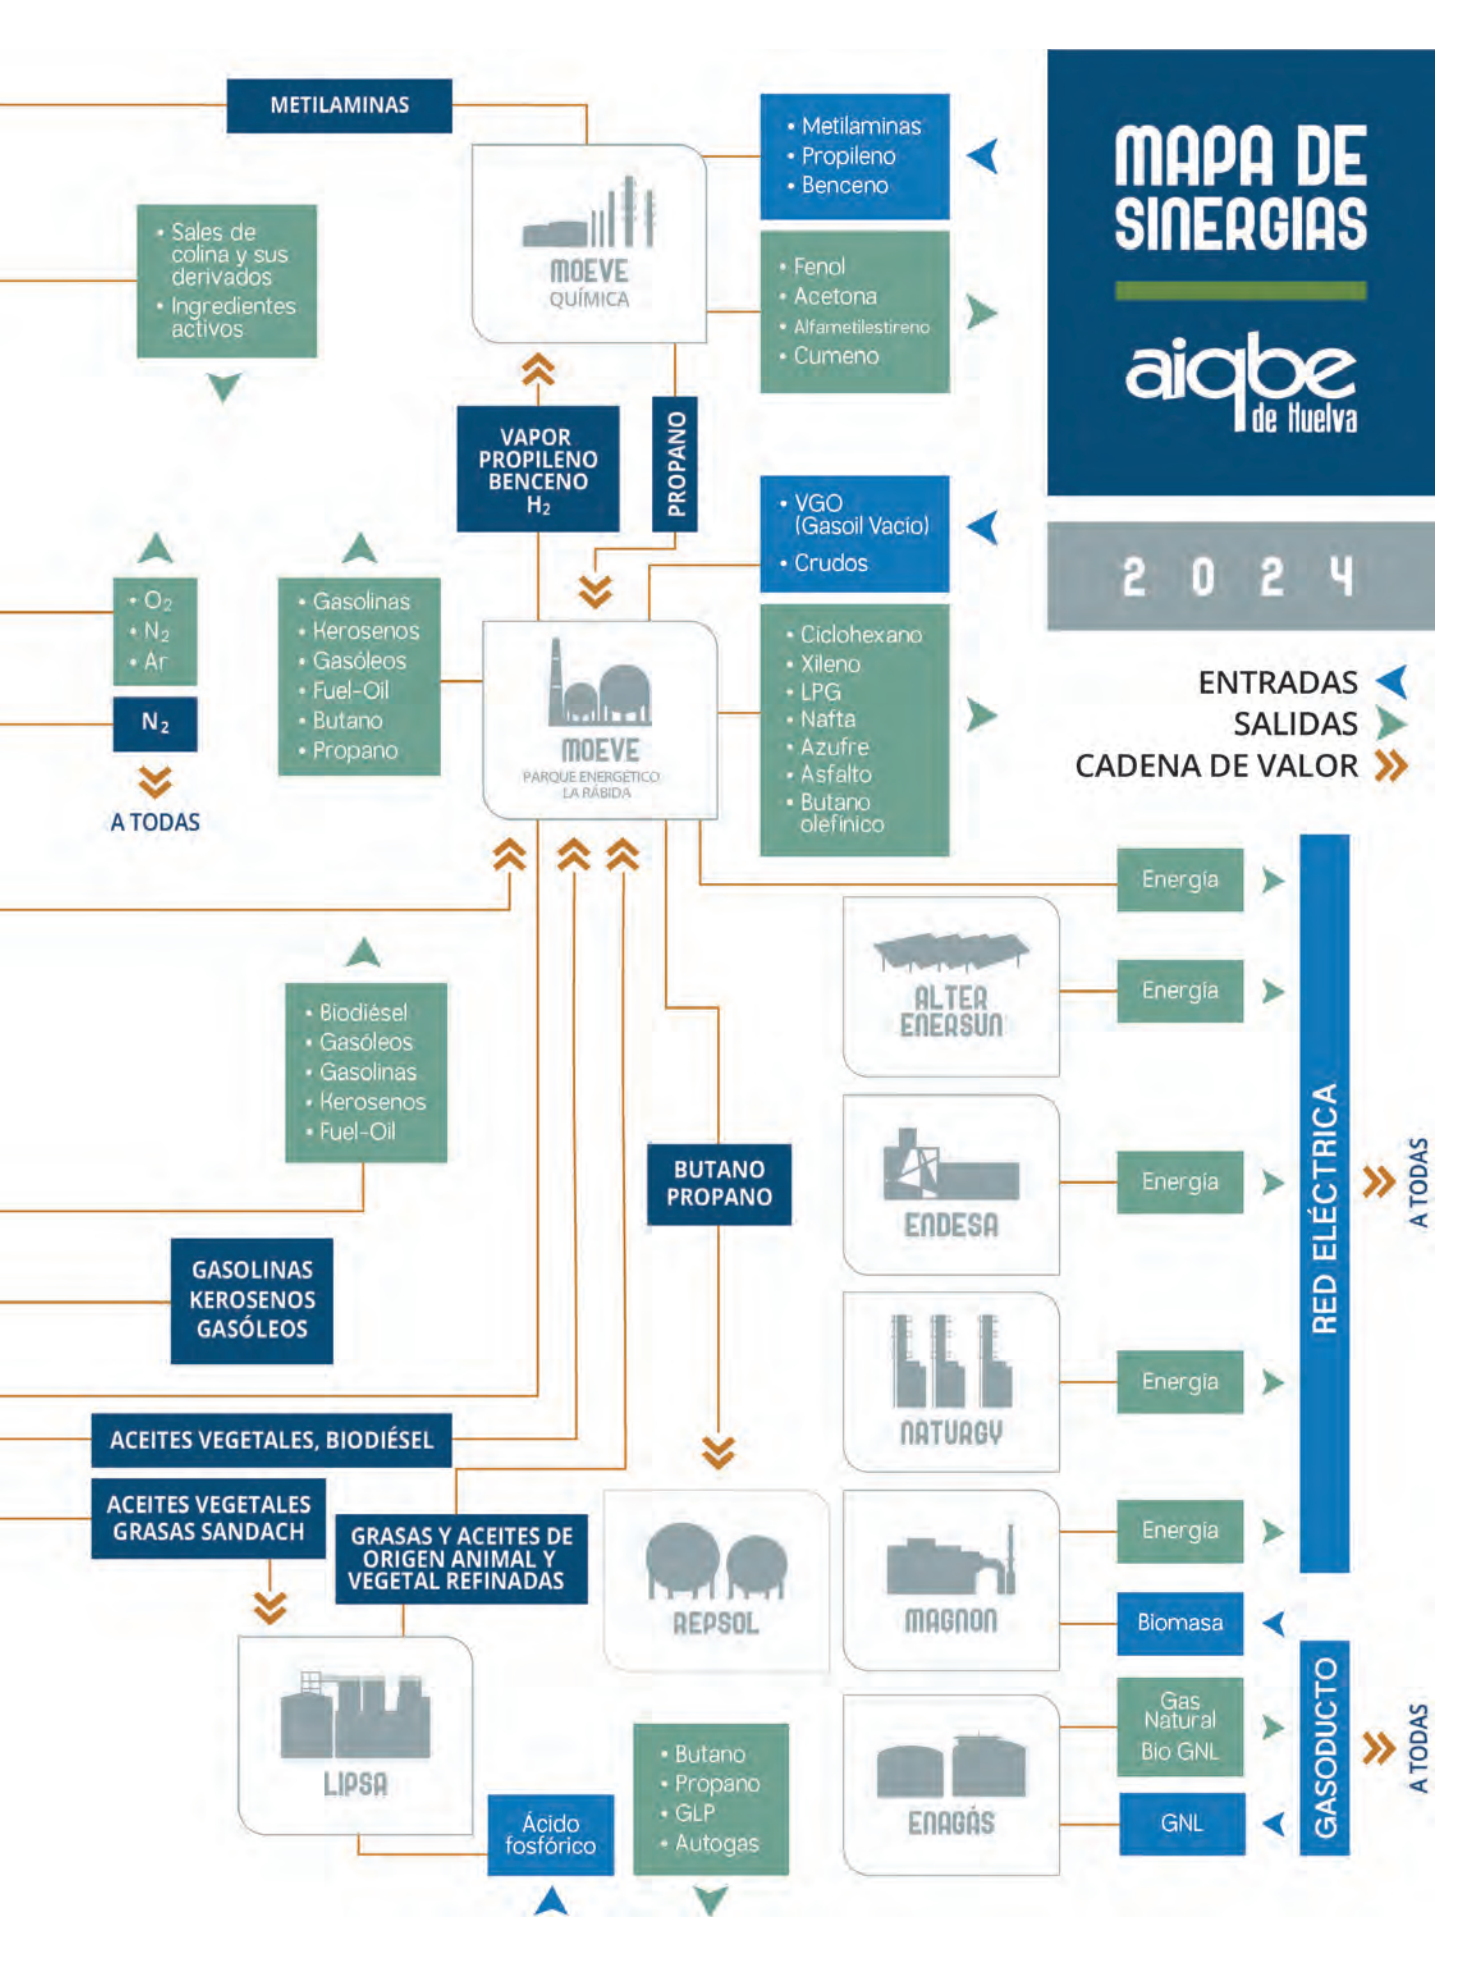 METILAMINAS
• Metilaminas
• Propileno
• Benceno
MAPA DE
SINERGIAS
aiqbe
de Huelva
2024
• Sales de
colina y sus
derivados
• Ingredientes
activos
MOEVE
QUÍMICA
• Fenol
• Acetona
• Alfametilestireno
• Cumeno
VAPOR
PROPILENO
BENCENO
H₂
PROPANO
• VGO
(Gasoil Vacío)
• Crudos
• O₂
• N₂
• Ar
N₂
A TODAS
• Gasolinas
• Kerosenos
• Gasóleos
• Fuel-Oil
• Butano
• Propano
MOEVE
PARQUE ENERGÉTICO
LA RÁBIDA
• Ciclohexano
• Xileno
• LPG
• Nafta
• Azufre
• Asfalto
• Butano
olefínico
ENTRADAS
SALIDAS
CADENA DE VALOR
Energía
ALTER
ENERSUN
Energía
• Biodiésel
• Gasóleos
• Gasolinas
• Kerosenos
• Fuel-Oil
BUTANO
PROPANO
ENDESA
Energía
RED ELÉCTRICA
A TODAS
GASOLINAS
KEROSENOS
GASÓLEOS
NATURGY
Energía
ACEITES VEGETALES, BIODIÉSEL
ACEITES VEGETALES
GRASAS SANDACH
GRASAS Y ACEITES DE
ORIGEN ANIMAL Y
VEGETAL REFINADAS
REPSOL
MAGNON
Energía
Biomasa
LIPSA
Ácido
fosfórico
• Butano
• Propano
• GLP
• Autogas
ENAGÁS
Gas
Natural
Bio GNL
GNL
GASODUCTO
A TODAS